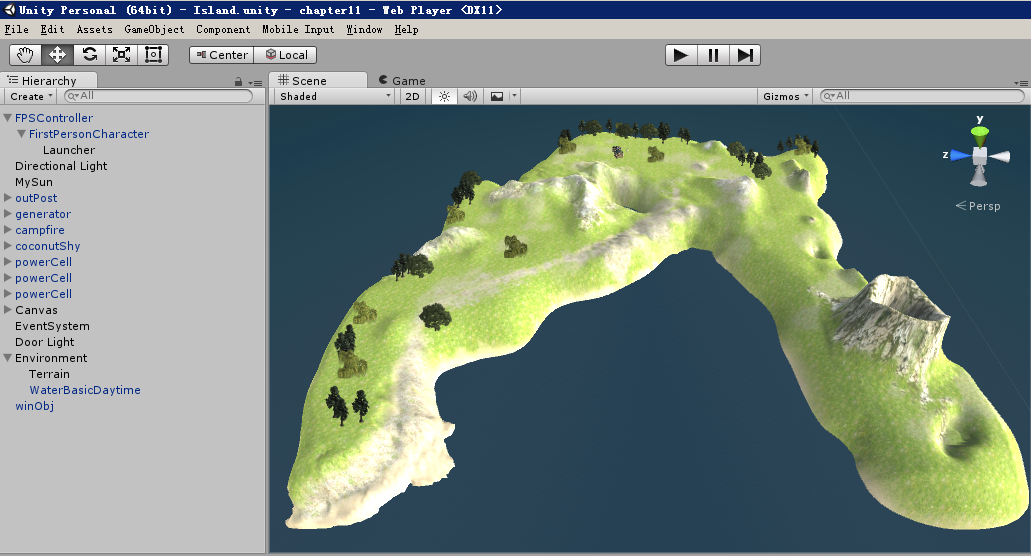 Unity Personal (64bit) - Island.unity - chapter11 - Web Player <DX11>
File Edit Assets GameObject Component Mobile Input Window Help
Center Local
Hierarchy
Scene Game
Create All
Shaded 2D Gizmos All
FPSController
FirstPersonCharacter
Launcher
Directional Light
MySun
outPost
generator
campfire
coconutShy
powerCell
powerCell
powerCell
Canvas
EventSystem
Door Light
Environment
Terrain
WaterBasicDaytime
winObj
y
z
Persp